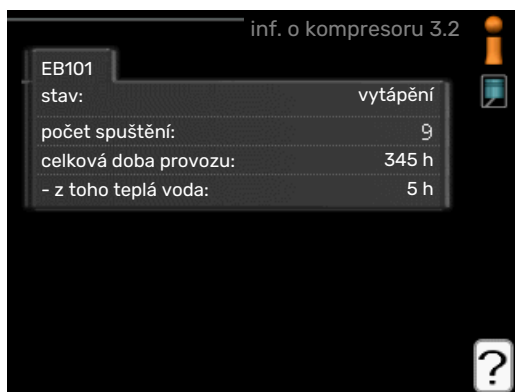 inf. o kompresoru 3.2
EB101
stav: vytápění
počet spuštění: 9
celková doba provozu: 345 h
- z toho teplá voda: 5 h
?